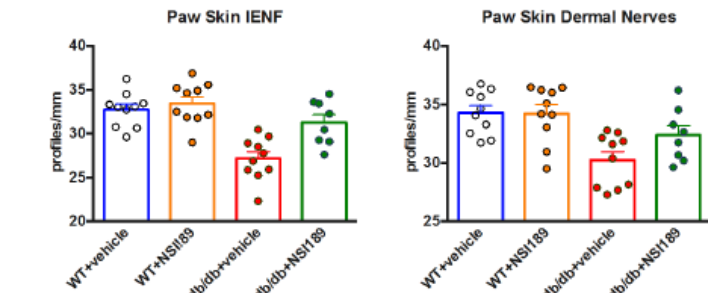 Paw Skin IENF
profiles/mm
40
35
30
25
20
WT+vehicle
WT+NSI189
db/db+vehicle
db/db+NSI189
Paw Skin Dermal Nerves
profiles/mm
40
35
30
25
WT+vehicle
WT+NSI189
db/db+vehicle
db/db+NSI189